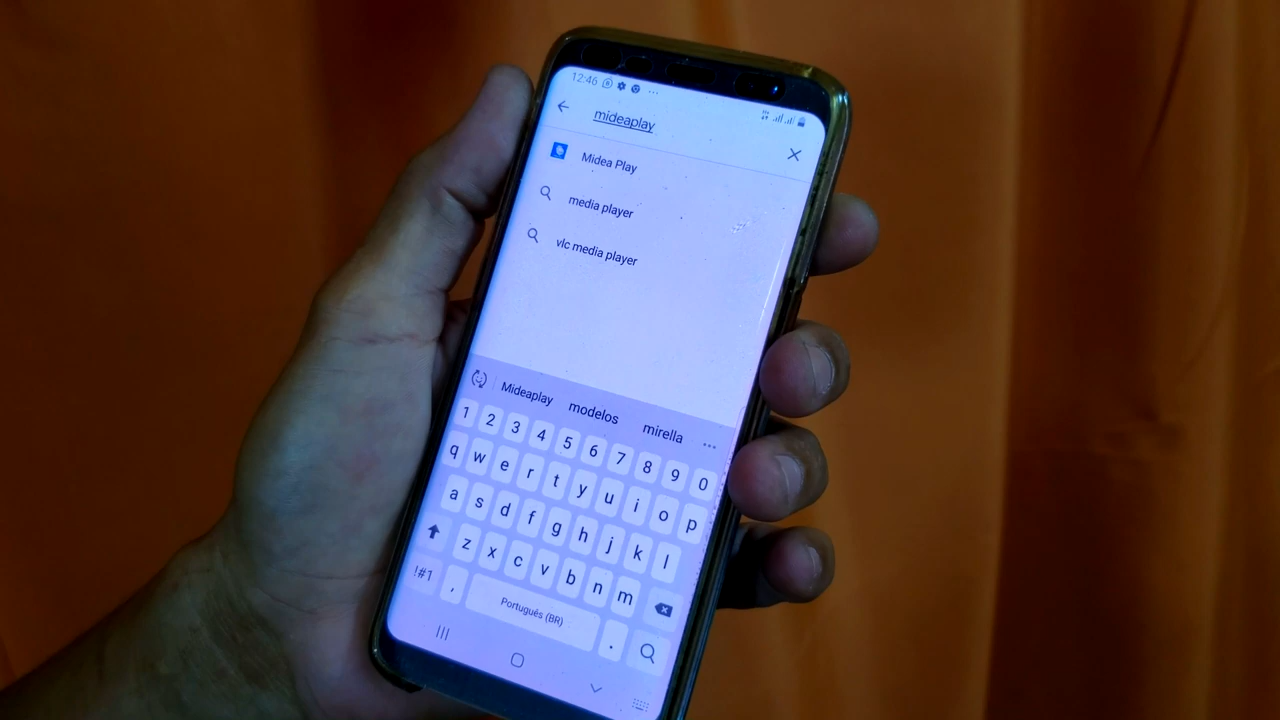 12:46
mideaplay
Midea Play
media player
vlc media player
Mideaplay modelos mirella
1 2 3 4 5 6 7 8 9 0
q w e r t y u i o p
a s d f g h j k l
z x c v b n m
!#1 , Português (BR) .